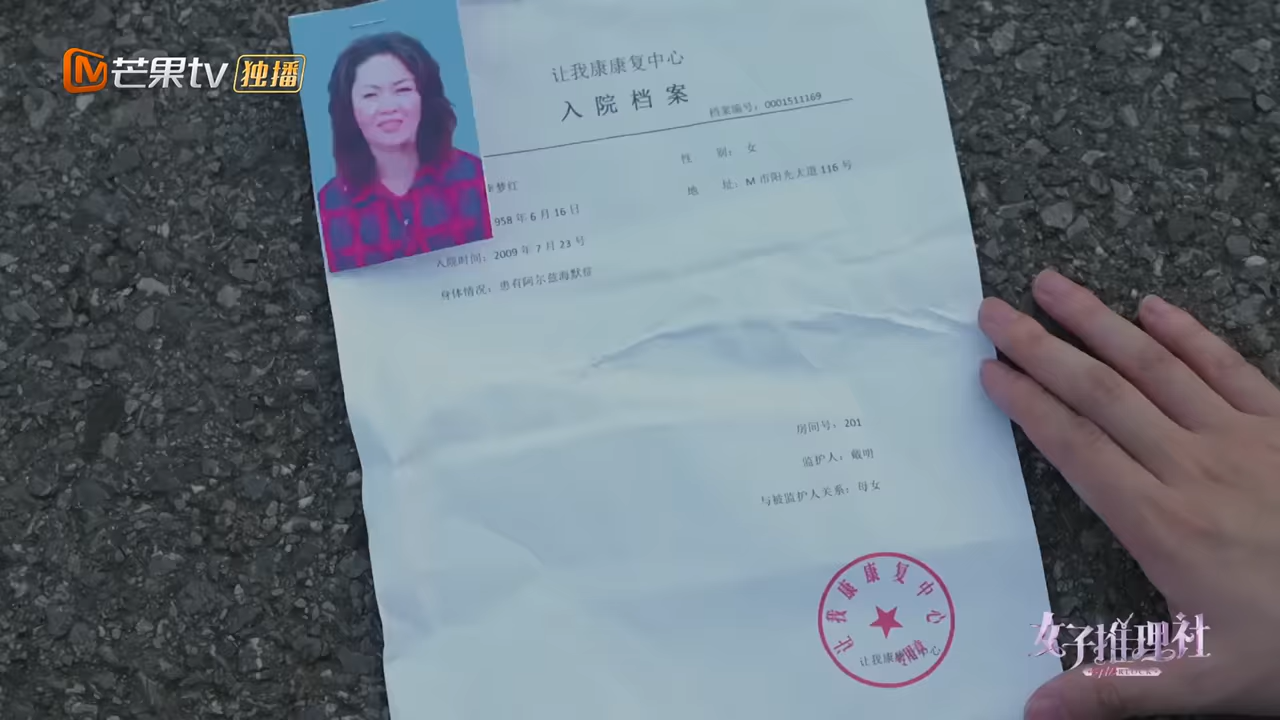 芒果tv 独播
让我康康复中心
入院档案
档案编号：0001511169
梦红
性 别：女
958年6月16日
地 址：M市阳光大道116号
入院时间：2009年7月23号
身体情况：患有阿尔兹海默症
房间号：201
监护人：戴明
与被监护人关系：母女
让我康康复中心
让我康
中心
女子推理社